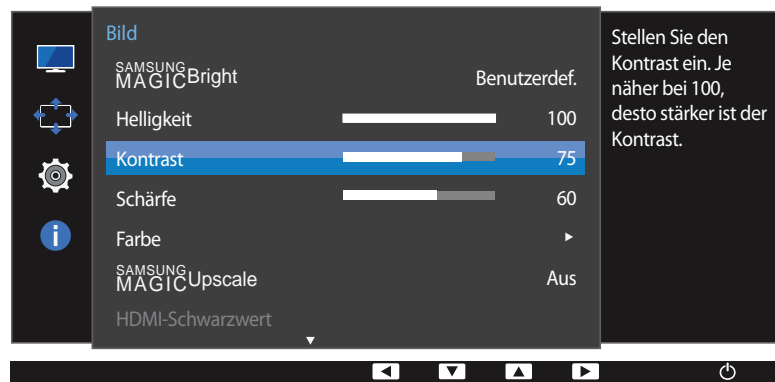 Bild
SAMSUNG
MAGICBright Benutzerdef.
Helligkeit 100
Kontrast 75
Schärfe 60
Farbe
SAMSUNG
MAGICUpscale Aus
HDMI-Schwarzwert
Stellen Sie den
Kontrast ein. Je
näher bei 100,
desto stärker ist der
Kontrast.